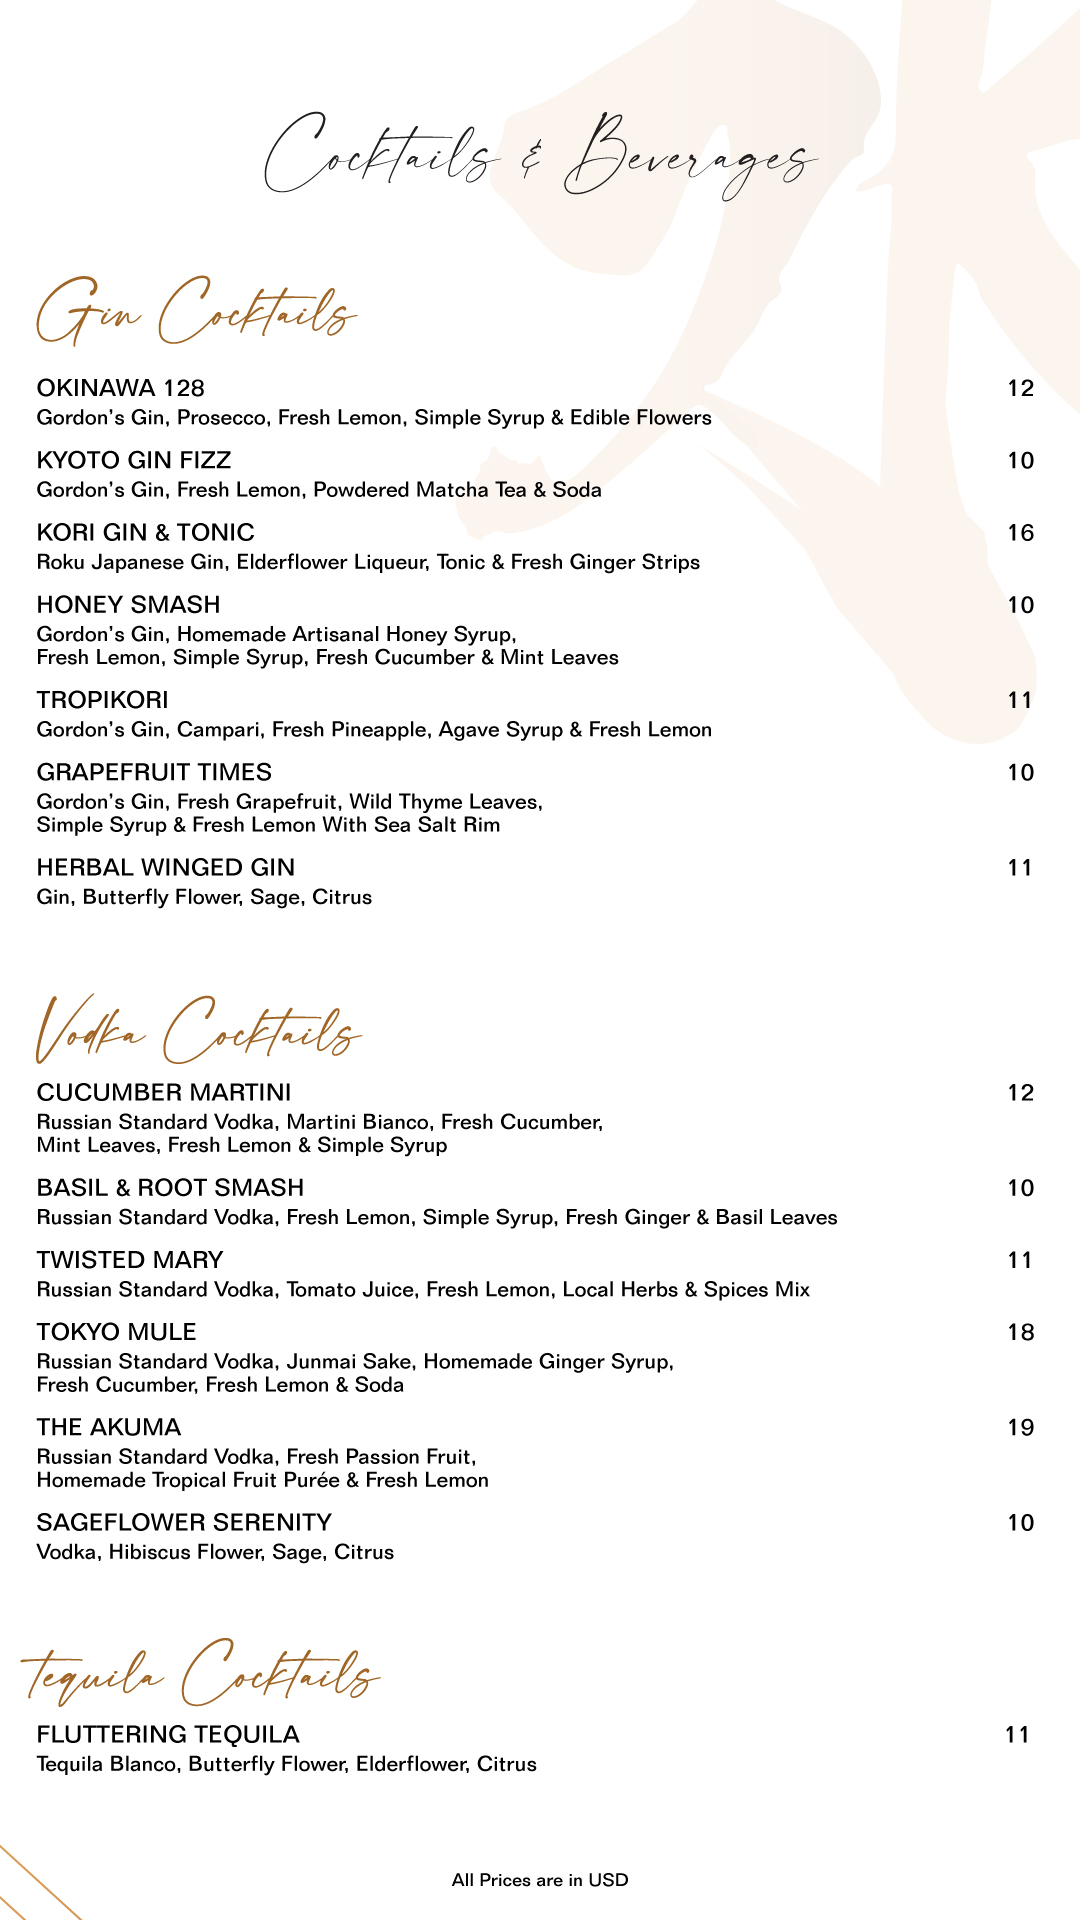 Cocktails & Beverages
Gin Cocktails
OKINAWA 128 12
Gordon’s Gin, Prosecco, Fresh Lemon, Simple Syrup & Edible Flowers
KYOTO GIN FIZZ 10
Gordon’s Gin, Fresh Lemon, Powdered Matcha Tea & Soda
KORI GIN & TONIC 16
Roku Japanese Gin, Elderflower Liqueur, Tonic & Fresh Ginger Strips
HONEY SMASH 10
Gordon’s Gin, Homemade Artisanal Honey Syrup,
Fresh Lemon, Simple Syrup, Fresh Cucumber & Mint Leaves
TROPIKORI 11
Gordon’s Gin, Campari, Fresh Pineapple, Agave Syrup & Fresh Lemon
GRAPEFRUIT TIMES 10
Gordon’s Gin, Fresh Grapefruit, Wild Thyme Leaves,
Simple Syrup & Fresh Lemon With Sea Salt Rim
HERBAL WINGED GIN 11
Gin, Butterfly Flower, Sage, Citrus
Vodka Cocktails
CUCUMBER MARTINI 12
Russian Standard Vodka, Martini Bianco, Fresh Cucumber,
Mint Leaves, Fresh Lemon & Simple Syrup
BASIL & ROOT SMASH 10
Russian Standard Vodka, Fresh Lemon, Simple Syrup, Fresh Ginger & Basil Leaves
TWISTED MARY 11
Russian Standard Vodka, Tomato Juice, Fresh Lemon, Local Herbs & Spices Mix
TOKYO MULE 18
Russian Standard Vodka, Junmai Sake, Homemade Ginger Syrup,
Fresh Cucumber, Fresh Lemon & Soda
THE AKUMA 19
Russian Standard Vodka, Fresh Passion Fruit,
Homemade Tropical Fruit Purée & Fresh Lemon
SAGEFLOWER SERENITY 10
Vodka, Hibiscus Flower, Sage, Citrus
tequila Cocktails
FLUTTERING TEQUILA 11
Tequila Blanco, Butterfly Flower, Elderflower, Citrus
All Prices are in USD